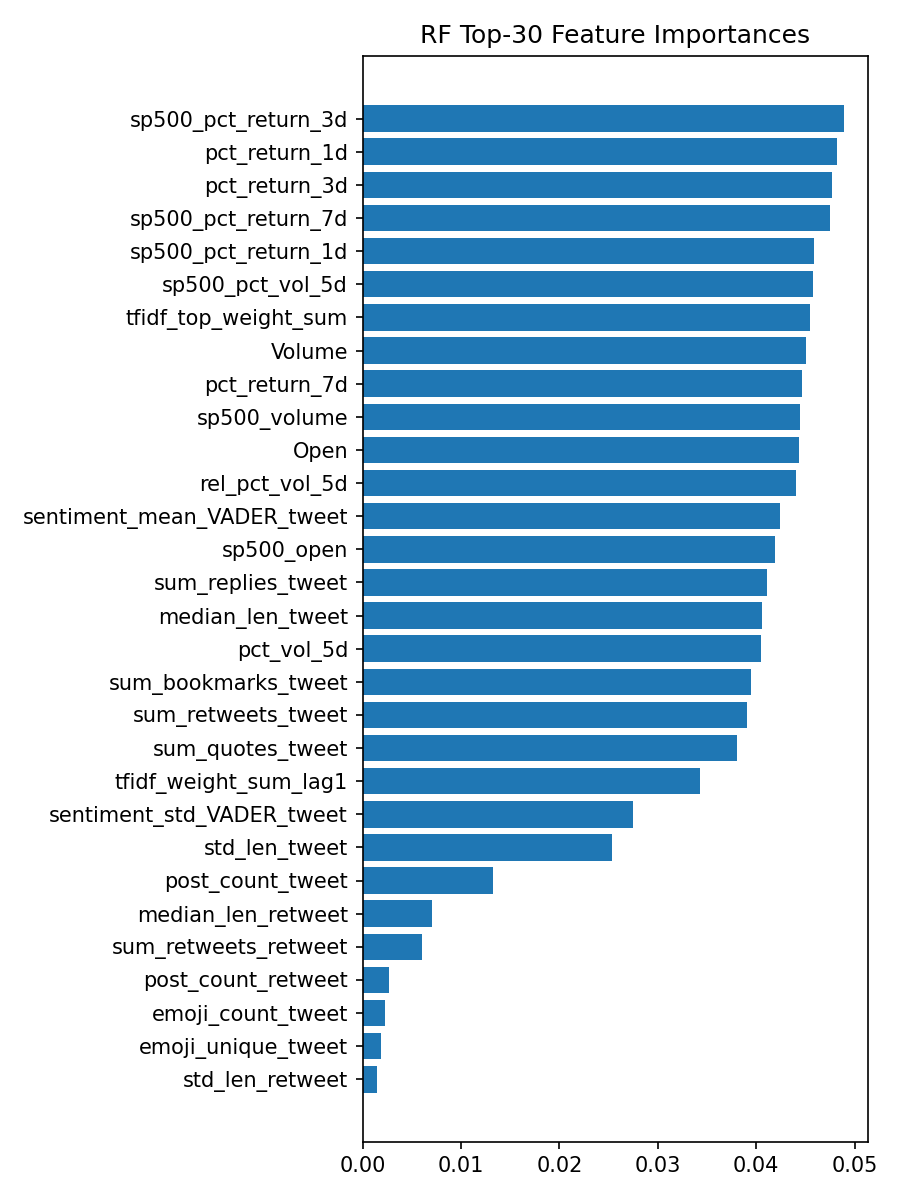 RF Top-30 Feature Importances
sp500_pct_return_3d
pct_return_1d
pct_return_3d
sp500_pct_return_7d
sp500_pct_return_1d
sp500_pct_vol_5d
tfidf_top_weight_sum
Volume
pct_return_7d
sp500_volume
Open
rel_pct_vol_5d
sentiment_mean_VADER_tweet
sp500_open
sum_replies_tweet
median_len_tweet
pct_vol_5d
sum_bookmarks_tweet
sum_retweets_tweet
sum_quotes_tweet
tfidf_weight_sum_lag1
sentiment_std_VADER_tweet
std_len_tweet
post_count_tweet
median_len_retweet
sum_retweets_retweet
post_count_retweet
emoji_count_tweet
emoji_unique_tweet
std_len_retweet
0.00 0.01 0.02 0.03 0.04 0.05